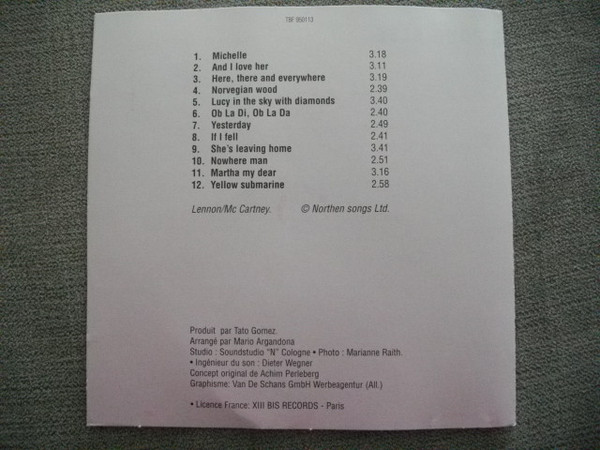 TBF 950113
1. Michelle 3.18
2. And I love her 3.11
3. Here, there and everywhere 3.19
4. Norvegian wood 2.39
5. Lucy in the sky with diamonds 3.40
6. Ob La Di, Ob La Da 2.40
7. Yesterday 2.49
8. If I fell 2.41
9. She's leaving home 3.41
10. Nowhere man 2.51
11. Martha my dear 3.16
12. Yellow submarine 2.58
Lennon/Mc Cartney. © Northen songs Ltd.
Produit par Tato Gomez.
Arrangé par Mario Argandona
Studio : Soundstudio "N" Cologne • Photo : Marianne Raith.
• Ingénieur du son : Dieter Wegner
Concept original de Achim Perleberg
Graphisme: Van De Schans GmbH Werbeagentur (All.)
• Licence France: XIII BIS RECORDS - Paris